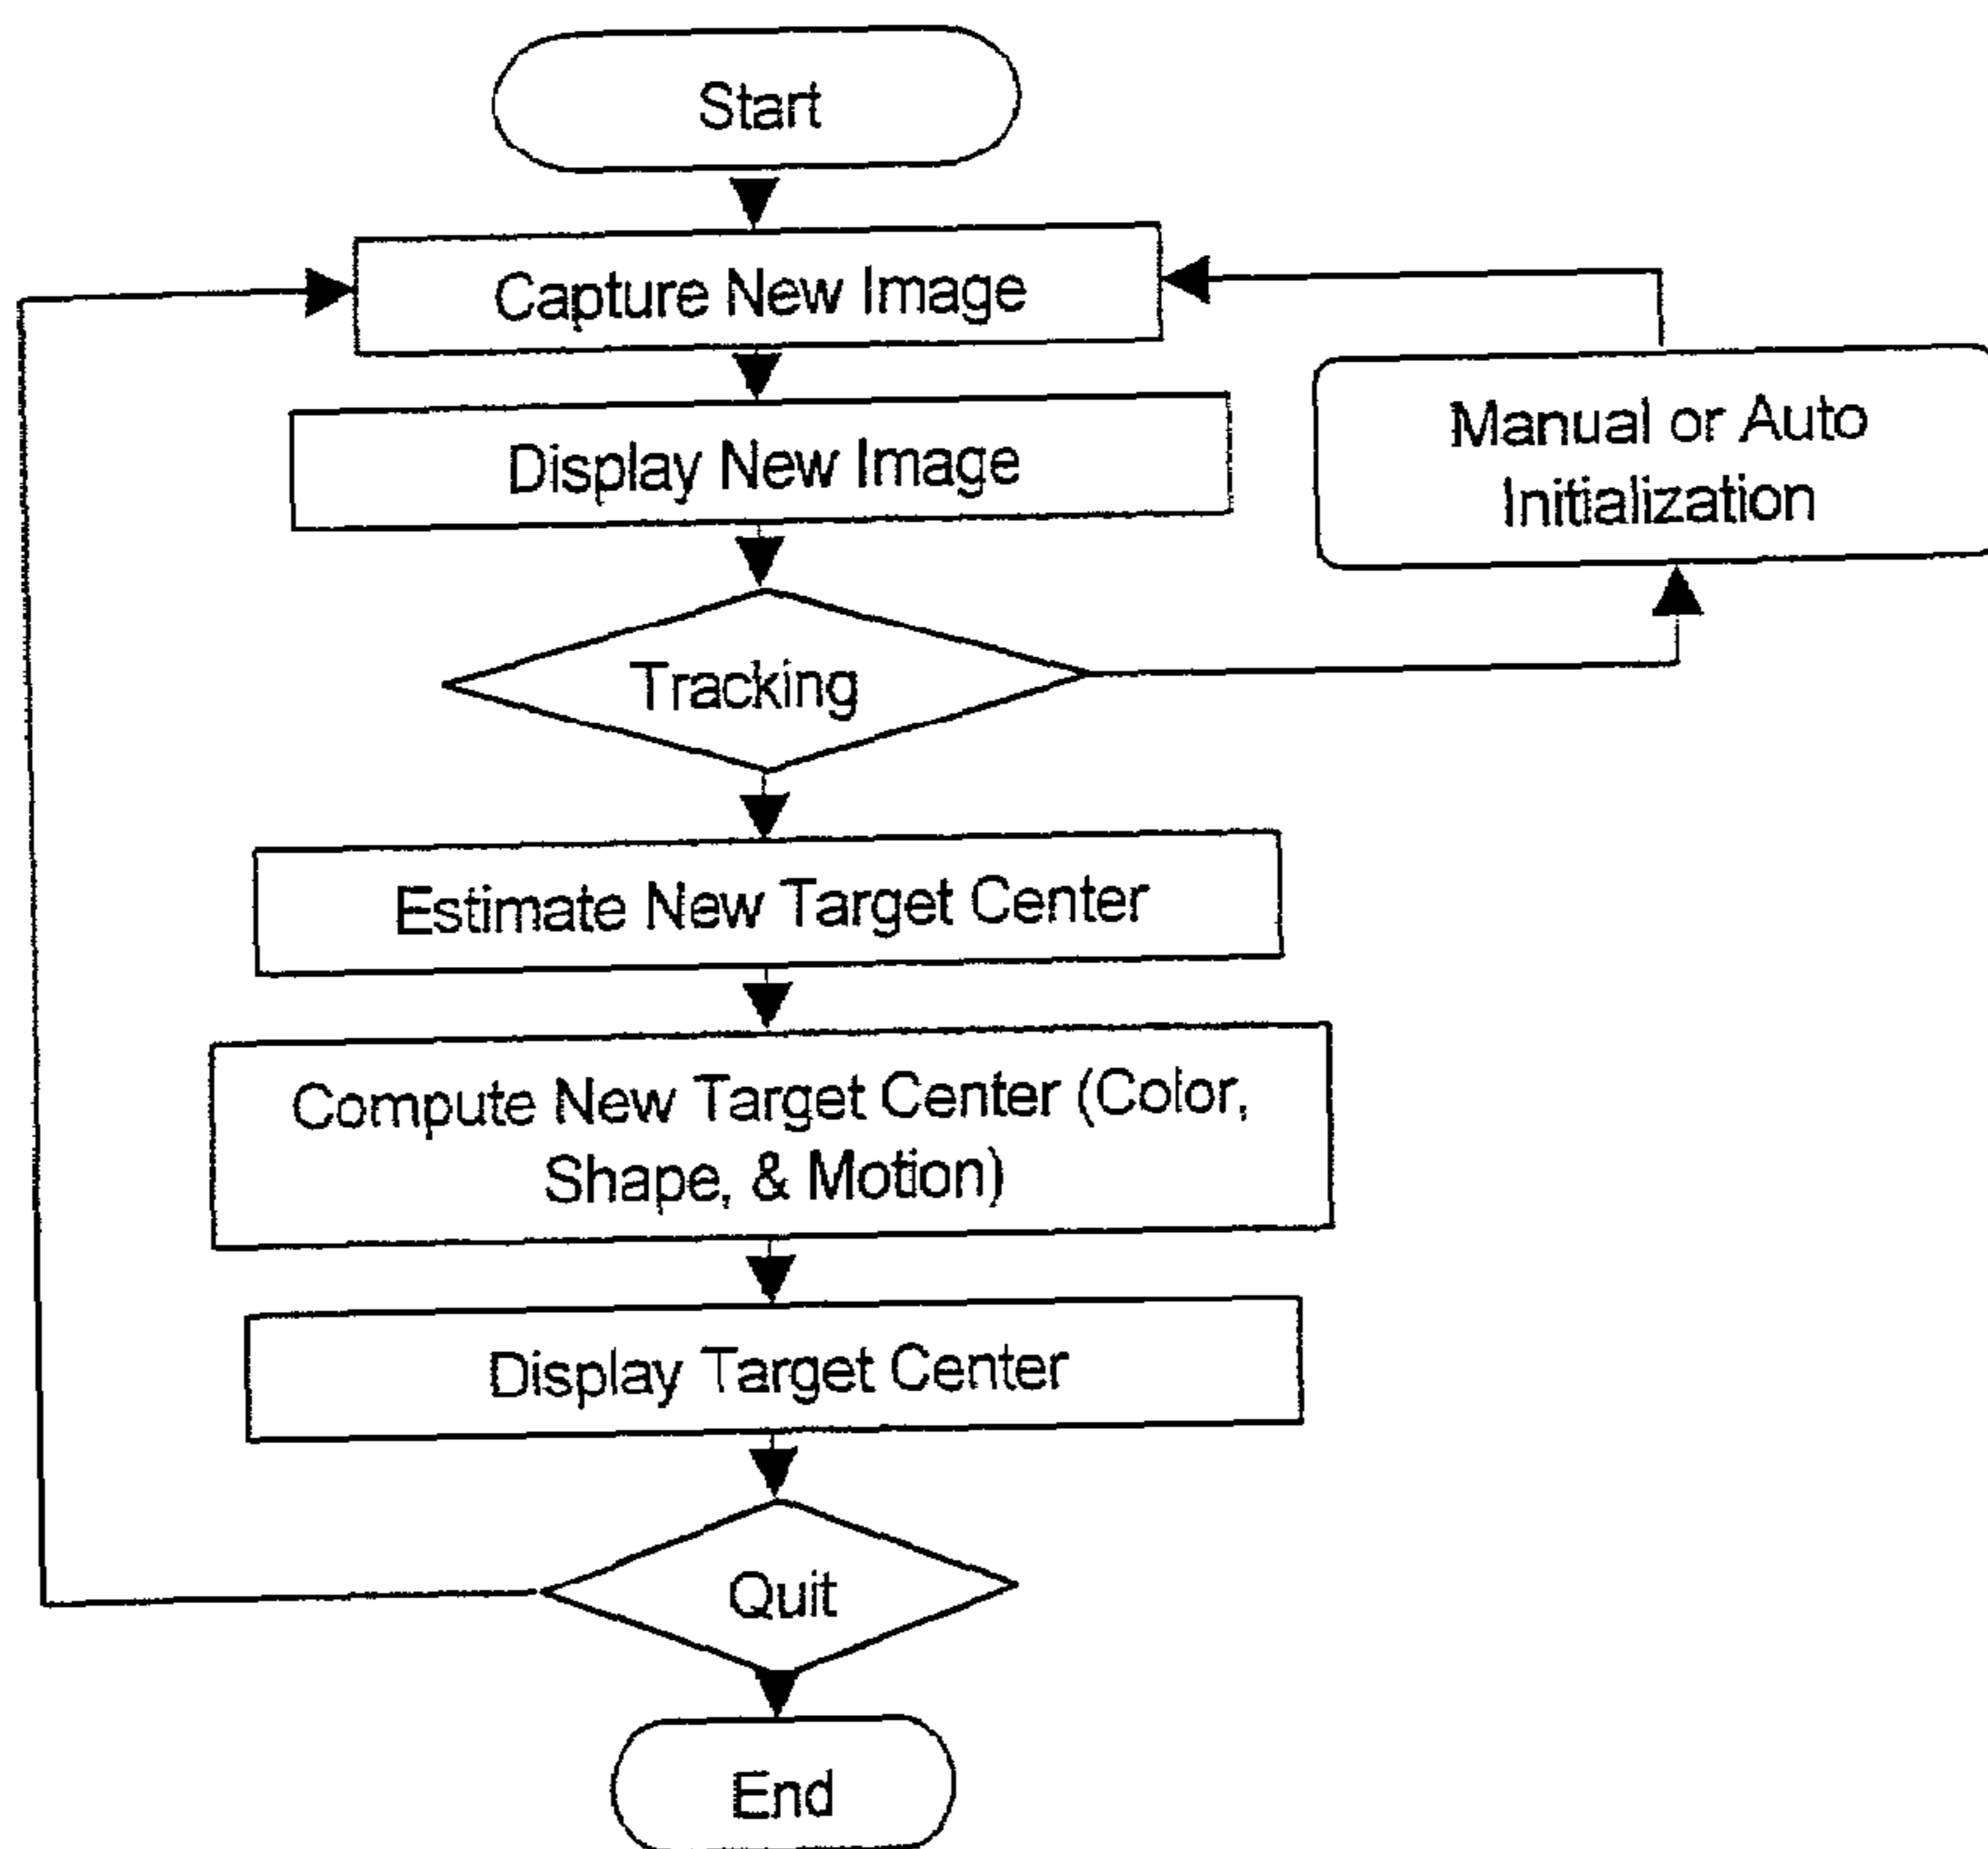 Start
Capture New Image
Display New Image
Manual or Auto
Initialization
Tracking
Estimate New Target Center
Compute New Target Center (Color,
Shape, & Motion)
Display Target Center
Quit
End